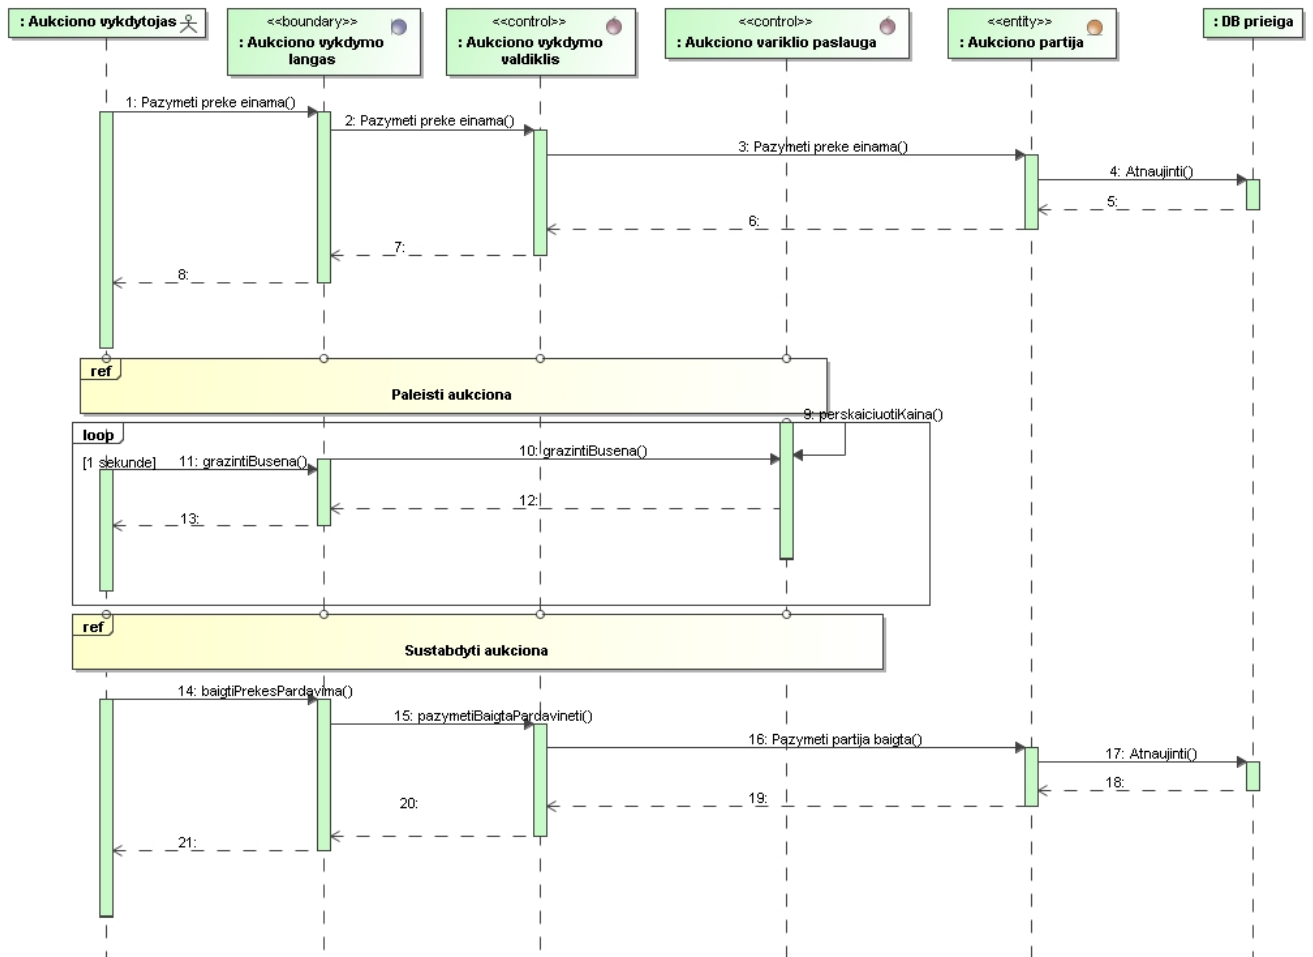 : Aukciono vykdytojas
<<boundary>>
: Aukciono vykdymo
langas
<<control>>
: Aukciono vykdymo
valdiklis
<<control>>
: Aukciono variklio paslauga
<<entity>>
: Aukciono partija
: DB prieiga
1: Pazymeti preke einama()
2: Pazymeti preke einama()
3: Pazymeti preke einama()
4: Atnaujinti()
5:
6:
7:
8:
ref
Paleisti aukciona
9: perskaiciuotiKaina()
loop
[1 sekunde]
10: grazintiBusena()
11: grazintiBusena()
12:
13:
ref
Sustabdyti aukciona
14: baigtiPrekesPardavima()
15: pazymetiBaigtaPardavineti()
16: Pazymeti partija baigta()
17: Atnaujinti()
18:
19:
20:
21: